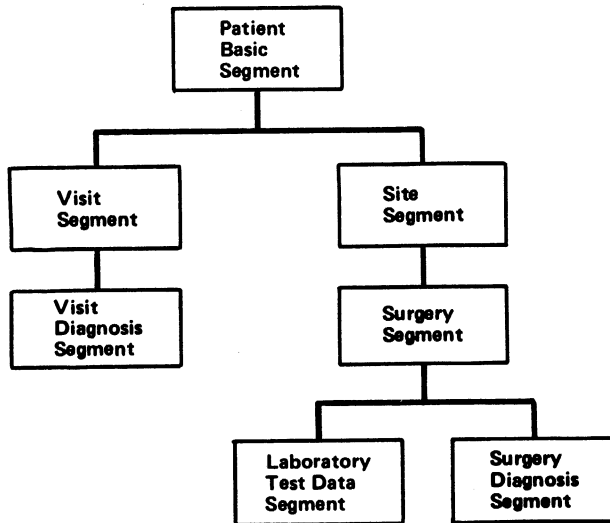 Patient
Basic
Segment
Visit
Segment
Site
Segment
Visit
Diagnosis
Segment
Surgery
Segment
Laboratory
Test Data
Segment
Surgery
Diagnosis
Segment